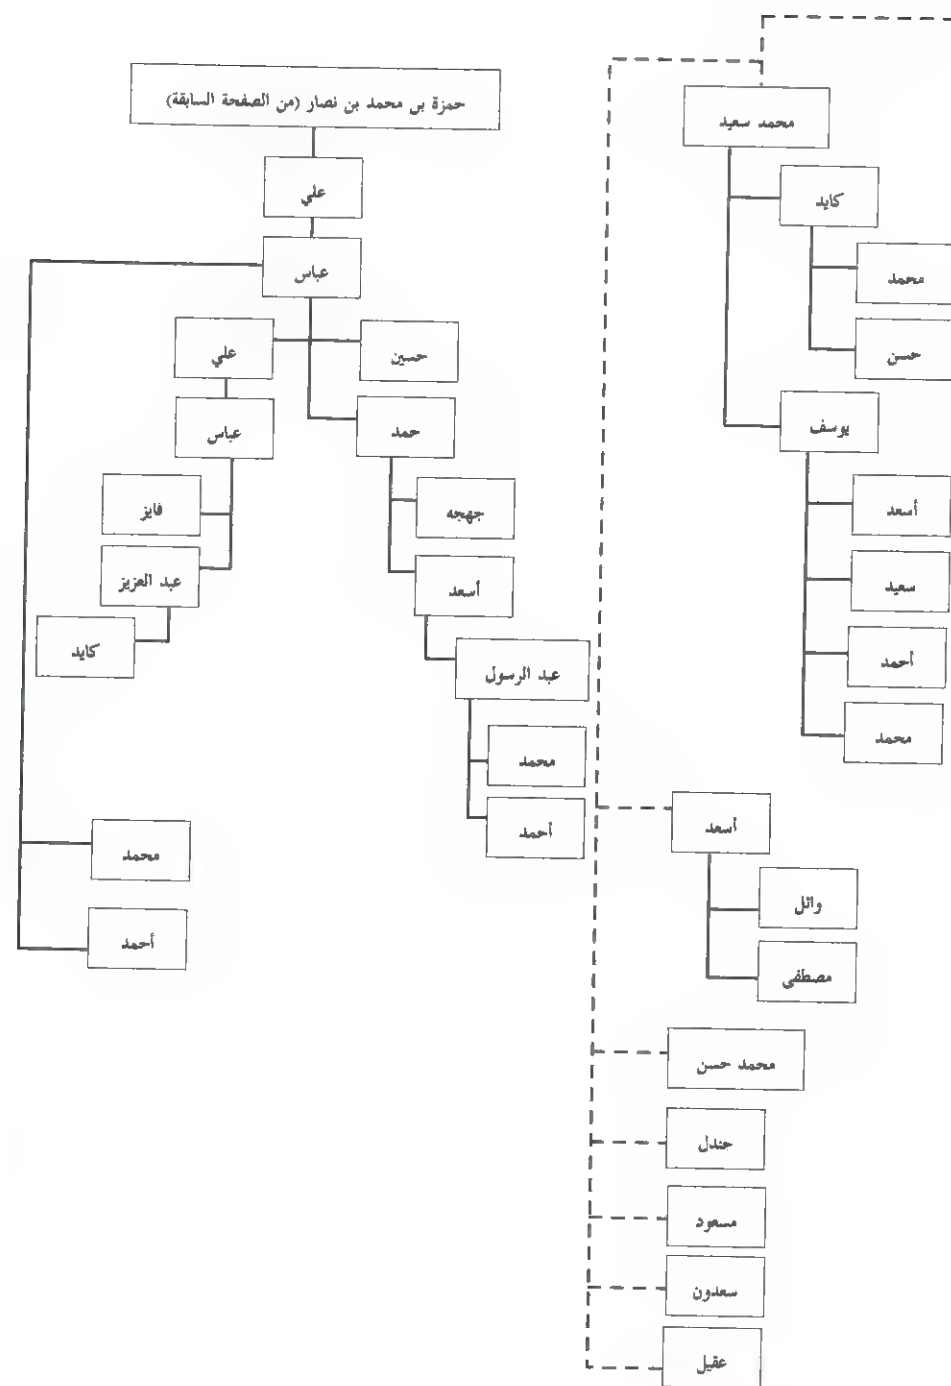 محمد سعيد
كايد
محمد
حسن
يوسف
أسعد
سعيد
أحمد
محمد
أسعد
وائل
مصطفى
محمد حسن
جندل
مسعود
سعدون
عقيل
حمزة بن محمد بن نصار (من الصفحة السابقة)
علي
عباس
حسين
علي
حمد
عباس
جهجه
فايز
أسعد
عبد العزيز
كايد
عبد الرسول
محمد
أحمد
محمد
أحمد